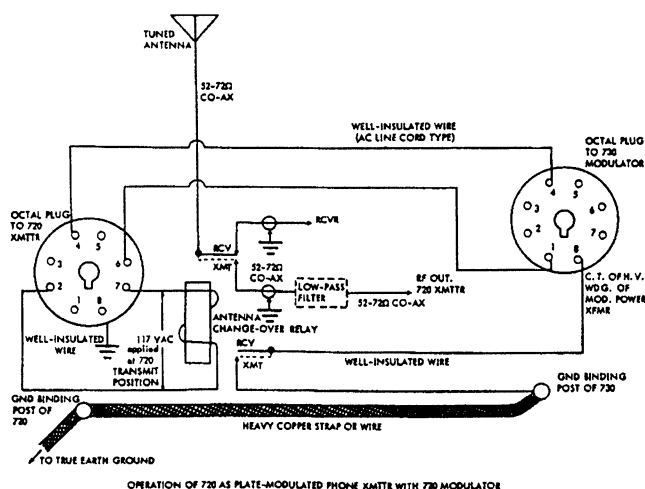 TUNED
ANTENNA
52-72Ω
CO-AX
WELL-INSULATED WIRE
(AC LINE CORD TYPE)
OCTAL PLUG
TO 730
MODULATOR
4 5
3 6
2 7
1 8
OCTAL PLUG
TO 720
XMTTR
4 5
3 6
2 7
1 8
RCV
XMT
RCVR
52-72Ω
CO-AX
LOW-PASS
FILTER
RF OUT.
720 XMTTR
52-72Ω CO-AX
C.T. OF H.V.
WDG. OF
MOD. POWER
XFMR
ANTENNA
CHANGE-OVER RELAY
WELL-INSULATED
WIRE
117 VAC
applied
at 720
TRANSMIT
POSITION
RCV
XMT
WELL-INSULATED WIRE
GND BINDING
POST OF 730
GND BINDING
POST OF
720
HEAVY COPPER STRAP OR WIRE
TO TRUE EARTH GROUND
OPERATION OF 720 AS PLATE-MODULATED PHONE XMTTR WITH 730 MODULATOR